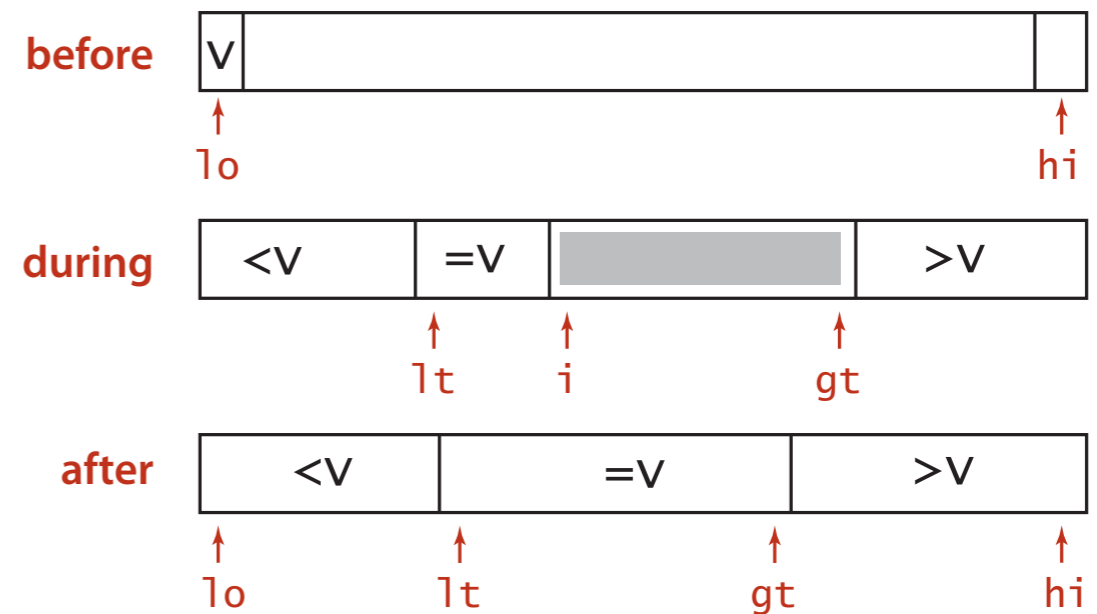 before V
lo hi
during <V =V >V
lt i gt
after <V =V >V
lo lt gt hi